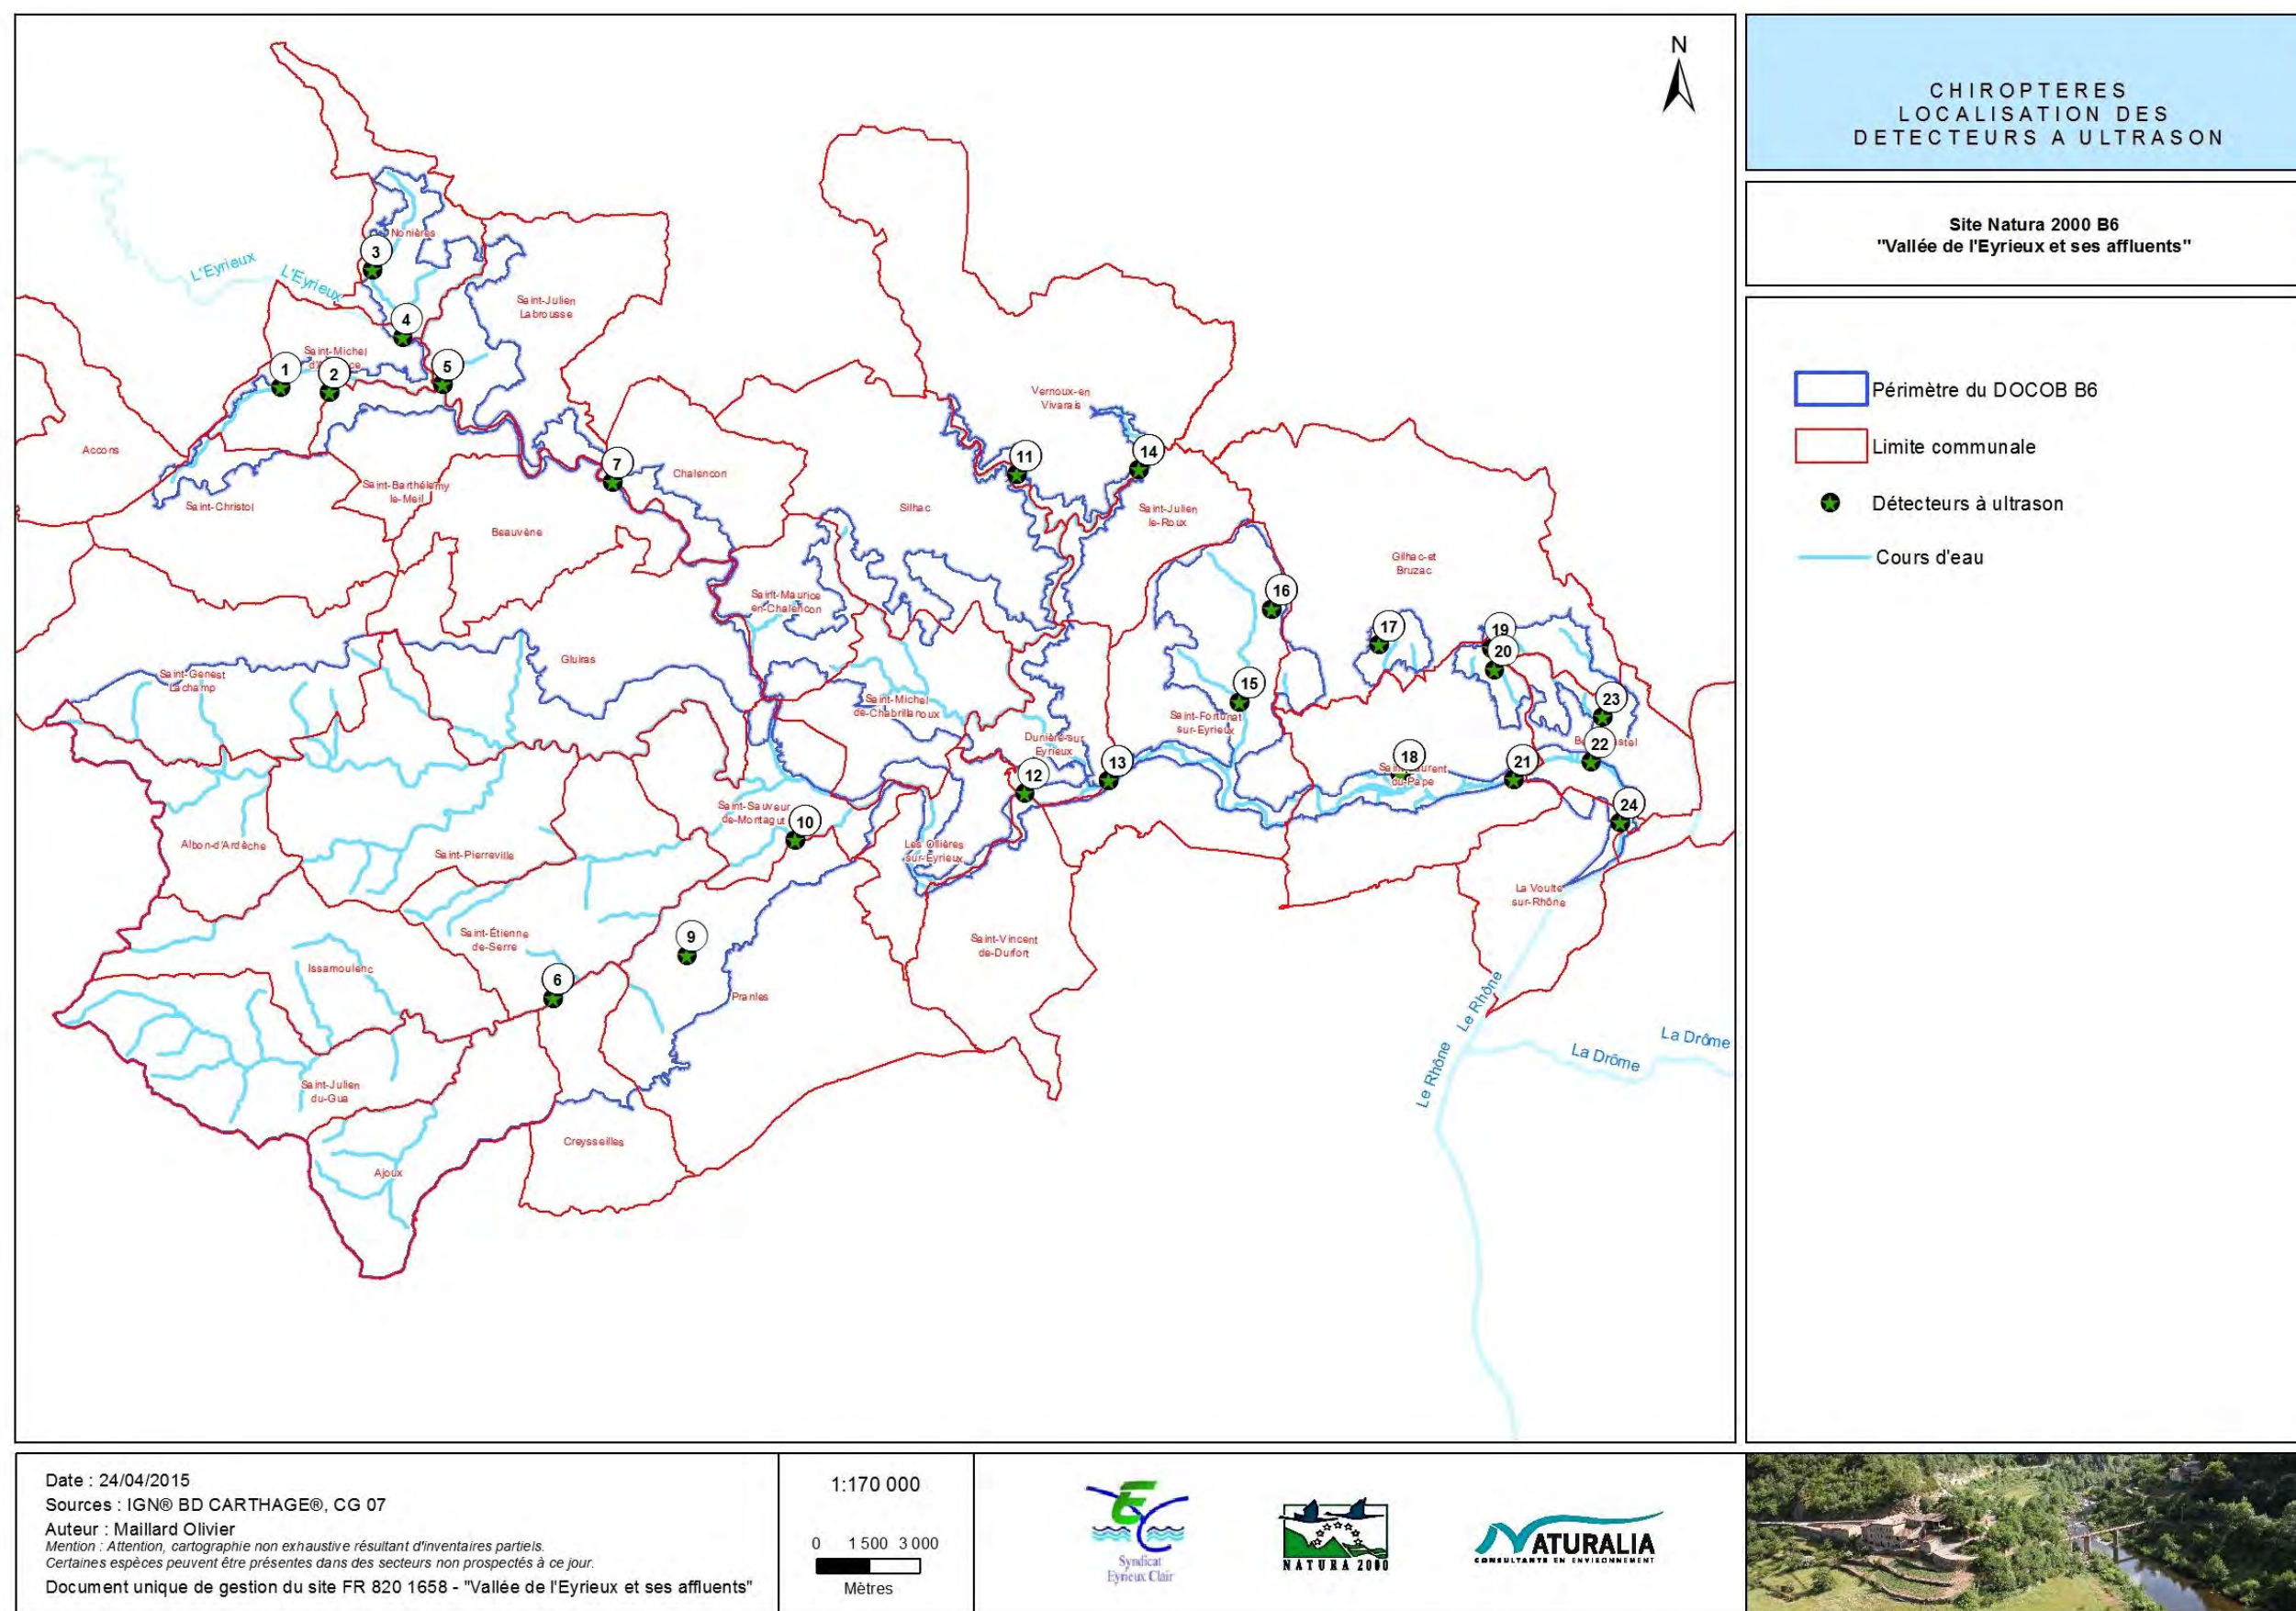 N
L'Eyrieux
L'Eyrieux
Nonières
3
4
Saint-Julien
Labrousse
Saint-Michel
1
2
5
Accons
Saint-Christol
Saint-Barthélemy
le-Meil
7
Chalencon
Beauvène
Vernoux-en
Vivarais
11
14
Silhac
Saint-Julien
le-Roux
Gilhac-et
Bruzac
16
17
19
20
Saint-Maurice
en-Chalencon
Gluiras
Saint-Genest
Lachamp
Saint-Michel
de-Chabrillanoux
15
Saint-Fortunat
sur-Eyrieux
23
22
Dunière-sur
Eyrieux
12
13
18
Saint-Laurent
du-Pape
21
24
Saint-Sauveur
de-Montagut
10
Albon-d'Ardèche
Saint-Pierreville
Les Ollières
sur-Eyrieux
La Voulte
sur-Rhône
Saint-Étienne
de-Serre
9
Saint-Vincent
de-Durfort
Issamoulenc
6
Pranles
Le Rhône
Le Rhône
La Drôme
La Drôme
Saint-Julien
du-Gua
Creysseilles
Ajoux
CHIROPTERES
LOCALISATION DES
DETECTEURS A ULTRASON
Site Natura 2000 B6
"Vallée de l'Eyrieux et ses affluents"
Périmètre du DOCOB B6
Limite communale
Détecteurs à ultrason
Cours d'eau
Date : 24/04/2015
Sources : IGN® BD CARTHAGE®, CG 07
Auteur : Maillard Olivier
Mention : Attention, cartographie non exhaustive résultant d'inventaires partiels.
Certaines espèces peuvent être présentes dans des secteurs non prospectés à ce jour.
Document unique de gestion du site FR 820 1658 - "Vallée de l'Eyrieux et ses affluents"
1:170 000
0 1 500 3 000
Mètres
Syndicat
Eyrieux Clair
NATURA 2000
NATURALIA
CONSULTANTS EN ENVIRONNEMENT